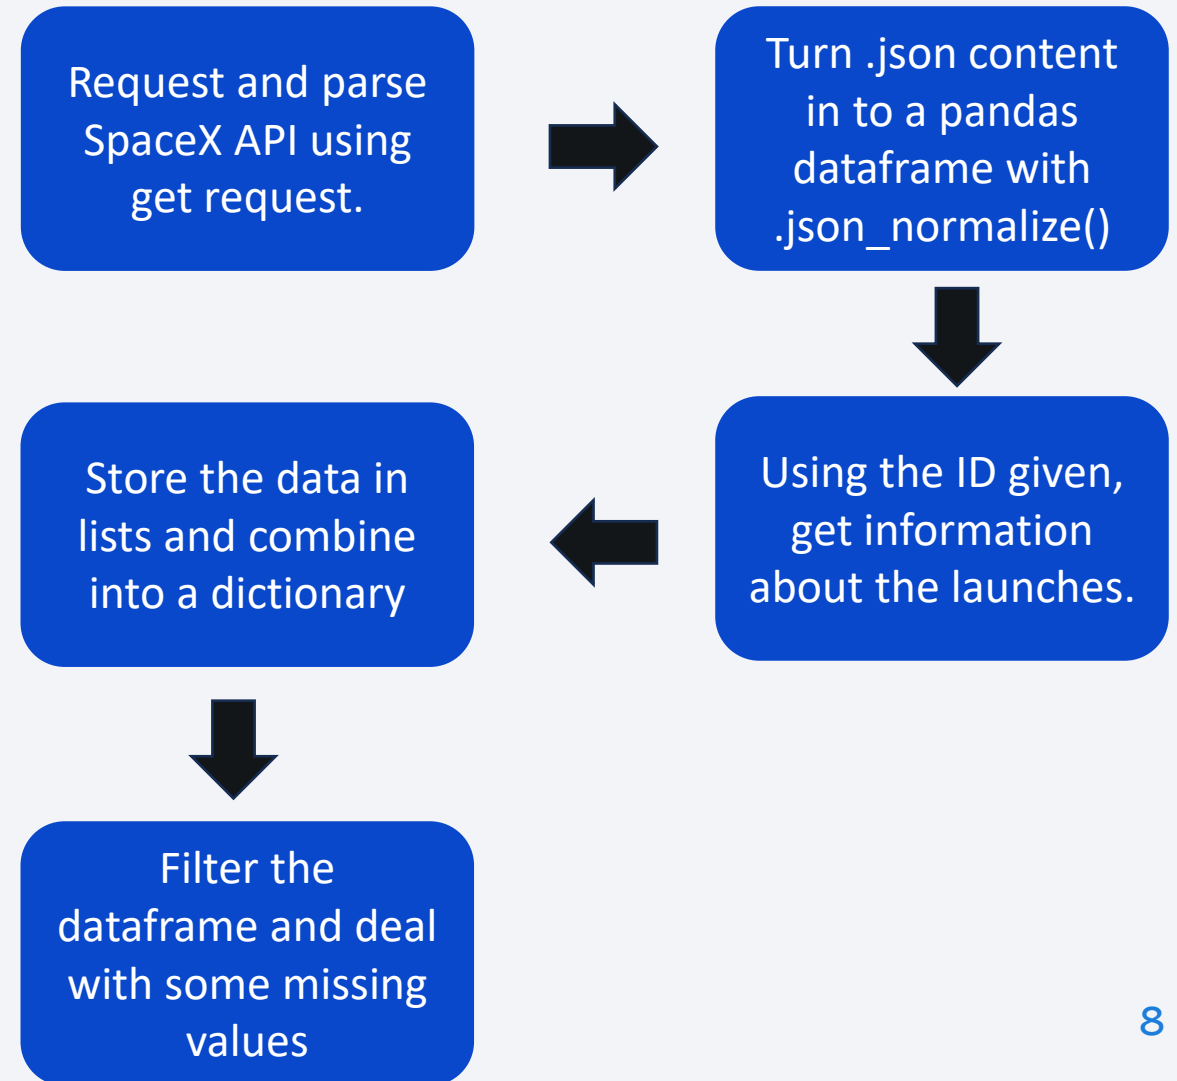 Request and parse
SpaceX API using
get request.
Turn .json content
in to a pandas
dataframe with
.json_normalize()
Using the ID given,
get information
about the launches.
Store the data in
lists and combine
into a dictionary
Filter the
dataframe and deal
with some missing
values
8